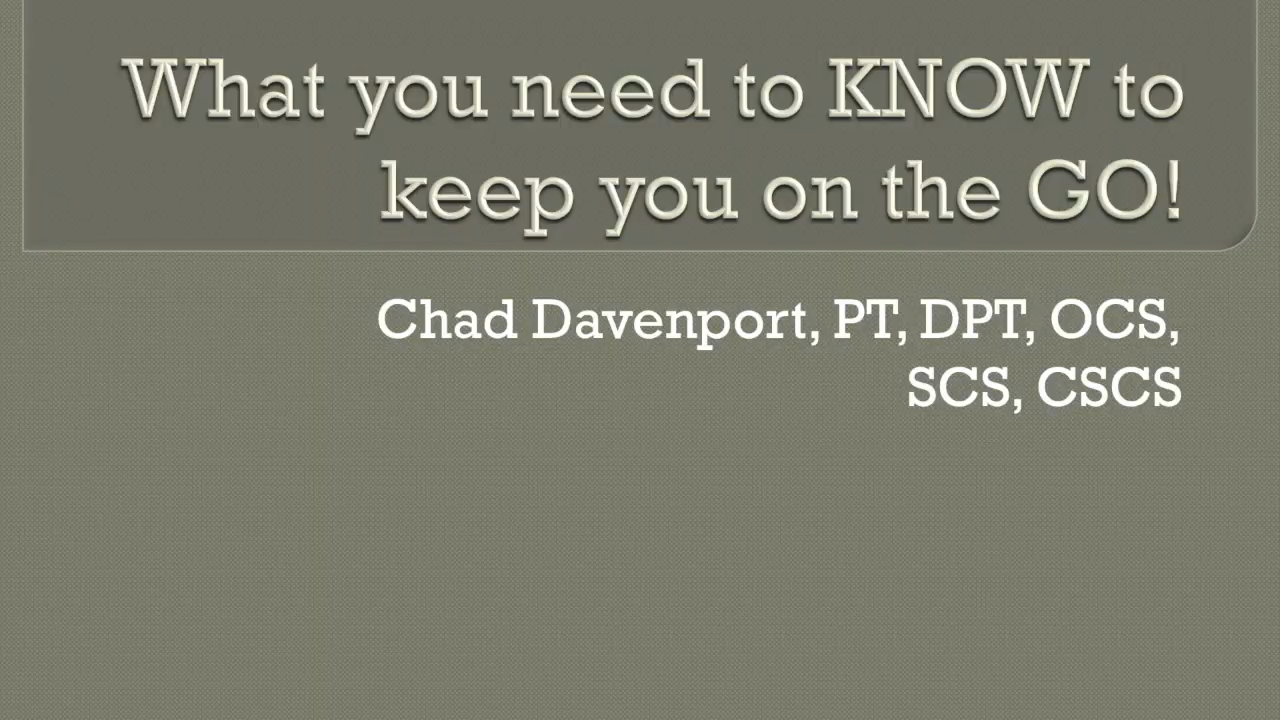 What you need to KNOW to
keep you on the GO!
Chad Davenport, PT, DPT, OCS,
SCS, CSCS